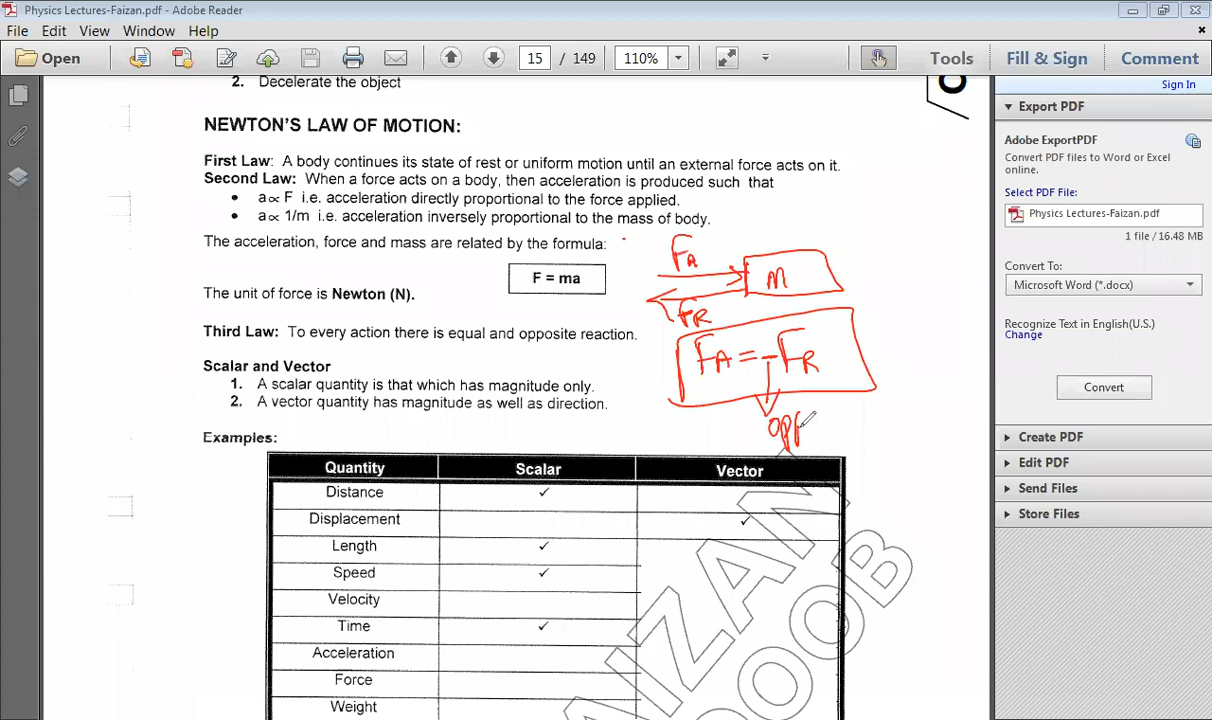 Physics Lectures-Faizan.pdf - Adobe Reader
File Edit View Window Help
Open 15 / 149 110% Tools Fill & Sign Comment
Sign In
2. Decelerate the object
NEWTON'S LAW OF MOTION:
First Law: A body continues its state of rest or uniform motion until an external force acts on it.
Second Law: When a force acts on a body, then acceleration is produced such that
• a∝ F i.e. acceleration directly proportional to the force applied.
• a∝ 1/m i.e. acceleration inversely proportional to the mass of body.
The acceleration, force and mass are related by the formula:
F = ma
The unit of force is Newton (N).
Third Law: To every action there is equal and opposite reaction.
FA
m
FR
FA = -FR
opp
Scalar and Vector
1. A scalar quantity is that which has magnitude only.
2. A vector quantity has magnitude as well as direction.
Examples:
Quantity Scalar Vector
Distance ✓
Displacement ✓
Length ✓
Speed ✓
Velocity
Time ✓
Acceleration
Force
Weight
Export PDF
Adobe ExportPDF
Convert PDF files to Word or Excel
online.
Select PDF File:
Physics Lectures-Faizan.pdf
1 file / 16.48 MB
Convert To:
Microsoft Word (*.docx)
Recognize Text in English(U.S.)
Change
Convert
Create PDF
Edit PDF
Send Files
Store Files